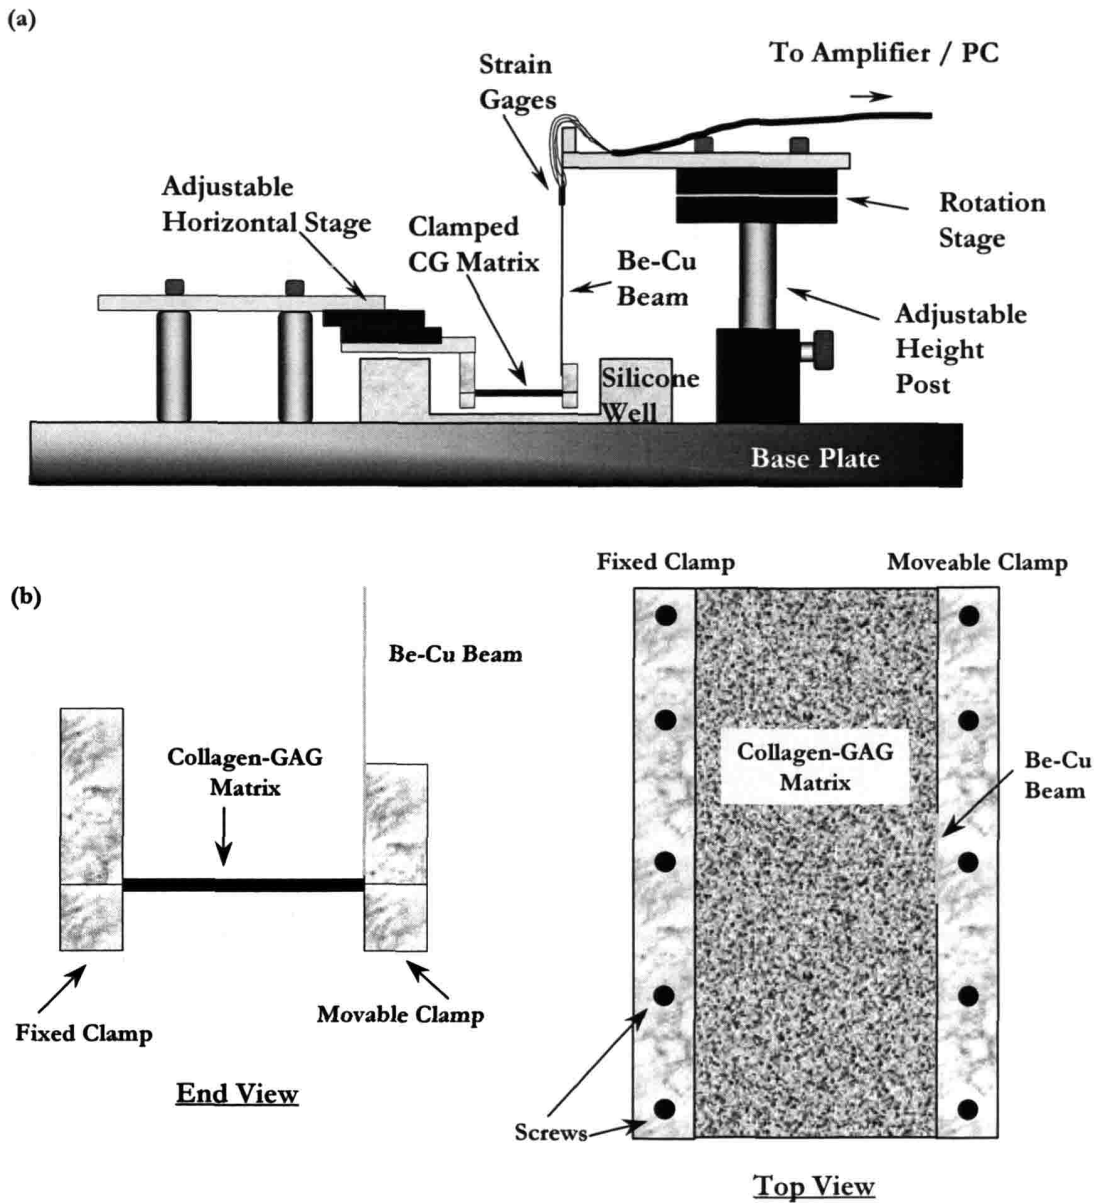 (a)
To Amplifier / PC
Strain
Gages
Adjustable
Horizontal Stage
Clamped
CG Matrix
Rotation
Stage
Be-Cu
Beam
Adjustable
Height
Post
Silicone
Well
Base Plate
(b)
Be-Cu Beam
Collagen-GAG
Matrix
Fixed Clamp
Movable Clamp
End View
Fixed Clamp
Moveable Clamp
Collagen-GAG
Matrix
Be-Cu
Beam
Screws
Top View